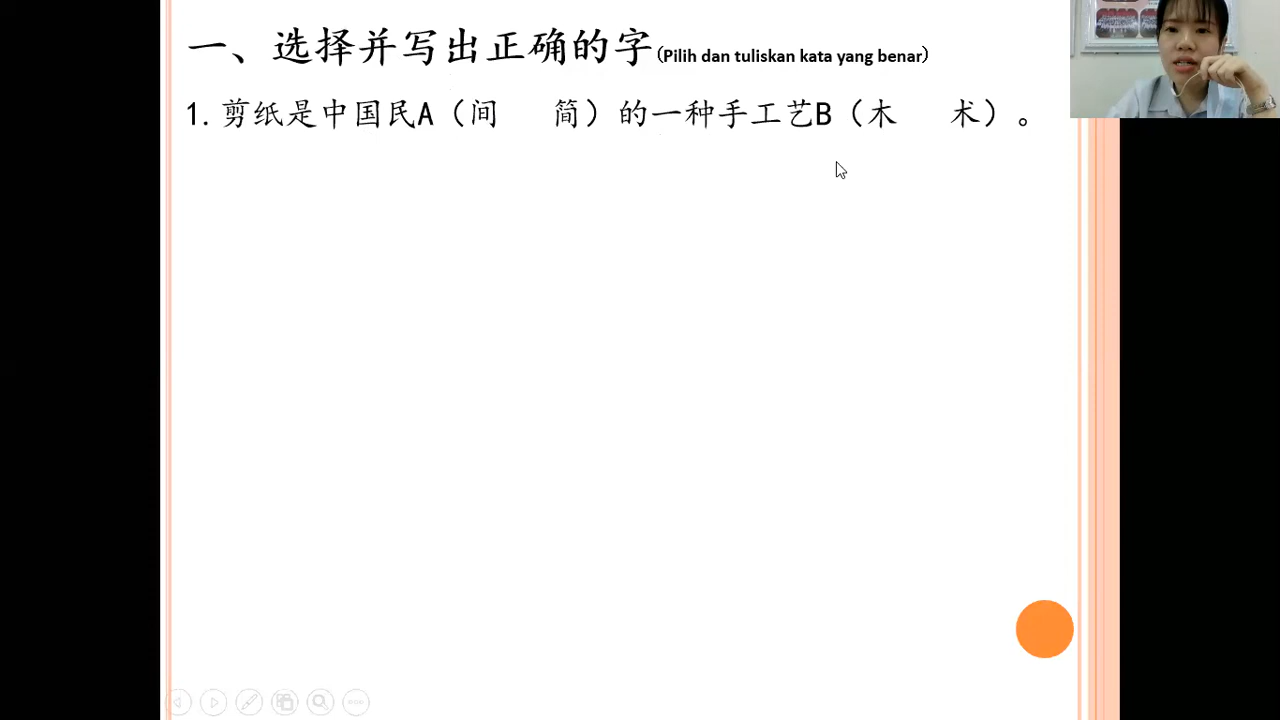 一、选择并写出正确的字(Pilih dan tuliskan kata yang benar)
1. 剪纸是中国民A（间 简）的一种手工艺B（木 术）。